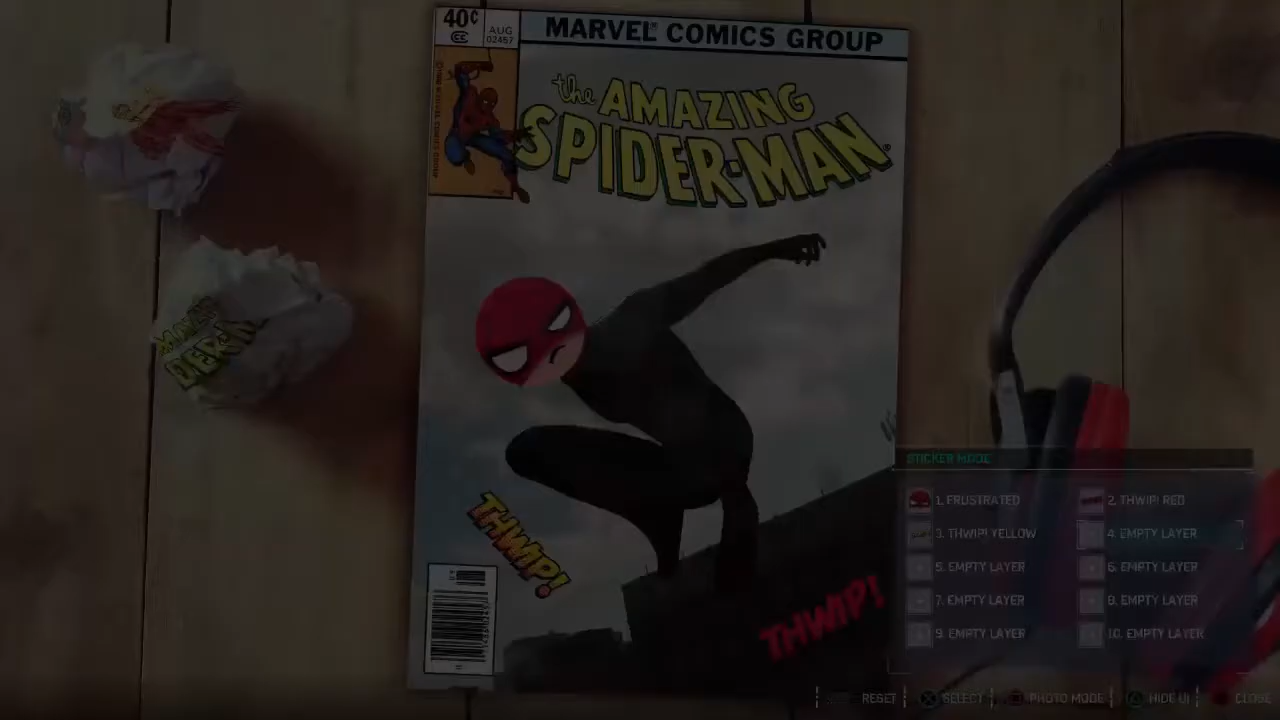 40¢
CC
AUG
02457
MARVEL COMICS GROUP
the AMAZING
SPIDER-MAN
THWIP!
THWIP!
STICKER MODE
1. FRUSTRATED
2. THWIP! RED
3. THWIP! YELLOW
4. EMPTY LAYER
5. EMPTY LAYER
6. EMPTY LAYER
7. EMPTY LAYER
8. EMPTY LAYER
9. EMPTY LAYER
10. EMPTY LAYER
RESET
SELECT
PHOTO MODE
HIDE UI
CLOSE